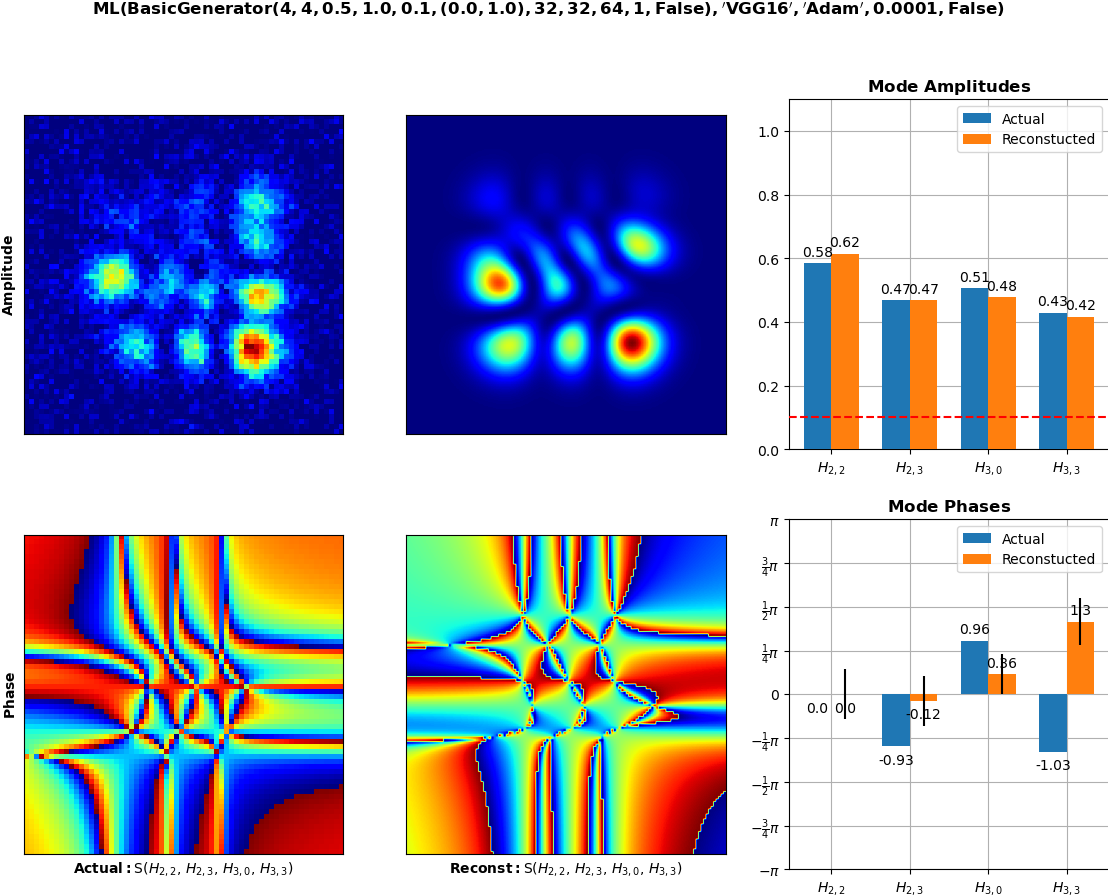 ML(BasicGenerator(4, 4, 0.5, 1.0, 0.1, (0.0, 1.0), 32, 32, 64, 1, False), ′VGG16′, ′Adam′, 0.0001, False)
Amplitude
Mode Amplitudes
Actual
Reconstucted
1.0
0.8
0.6
0.4
0.2
0.0
0.58
0.62
0.47
0.47
0.51
0.48
0.43
0.42
H2,2
H2,3
H3,0
H3,3
Phase
Actual: S(H2,2, H2,3, H3,0, H3,3)
Reconst: S(H2,2, H2,3, H3,0, H3,3)
Mode Phases
Actual
Reconstucted
π
3/4π
1/2π
1/4π
0
−1/4π
−1/2π
−3/4π
−π
0.0
0.0
-0.93
-0.12
0.96
0.36
-1.03
1.3
H2,2
H2,3
H3,0
H3,3